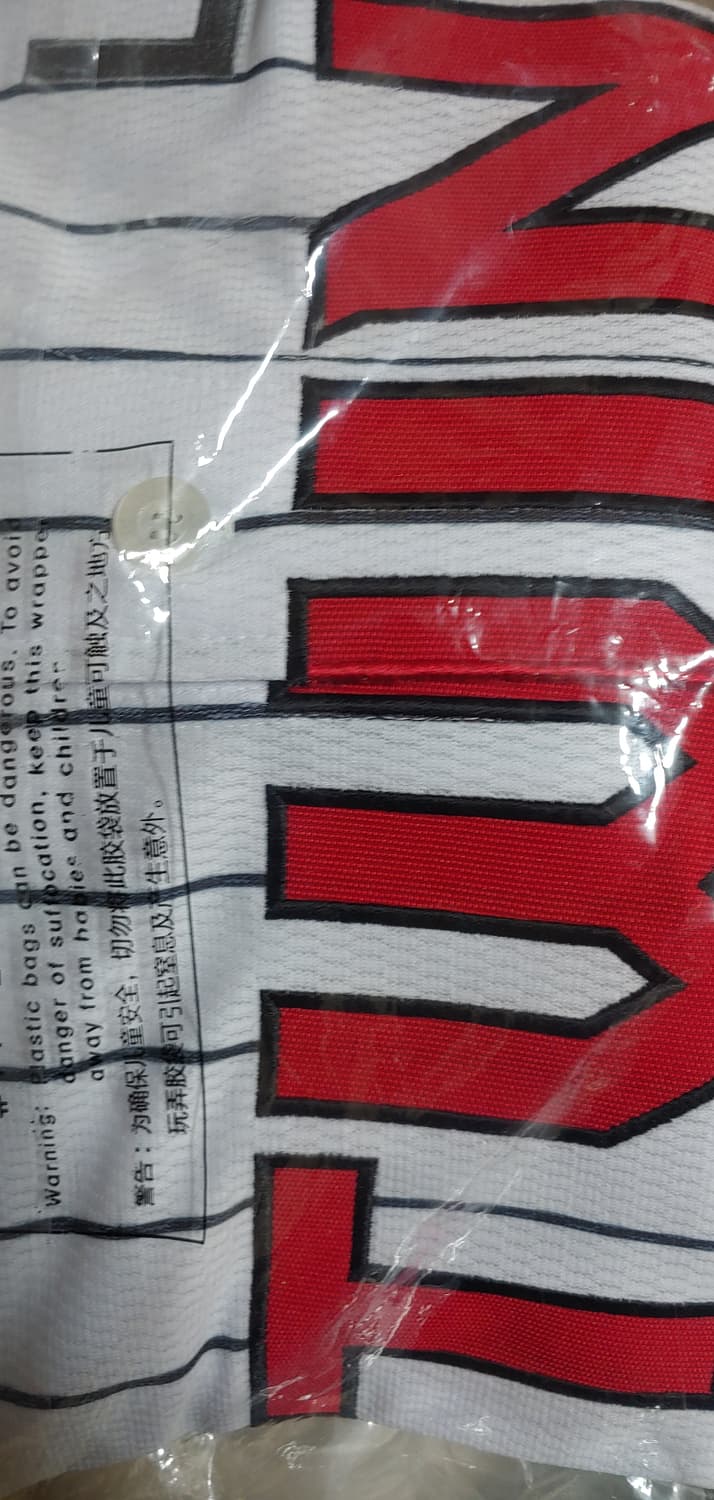 TWIN
Warning: Plastic bags can be dangerous. To avoid
danger of suffocation, keep this wrapper
away from babies and children.
警告：为确保儿童安全，切勿将此胶袋放置于儿童可触及之地方
玩弄胶袋可引起窒息及产生意外。